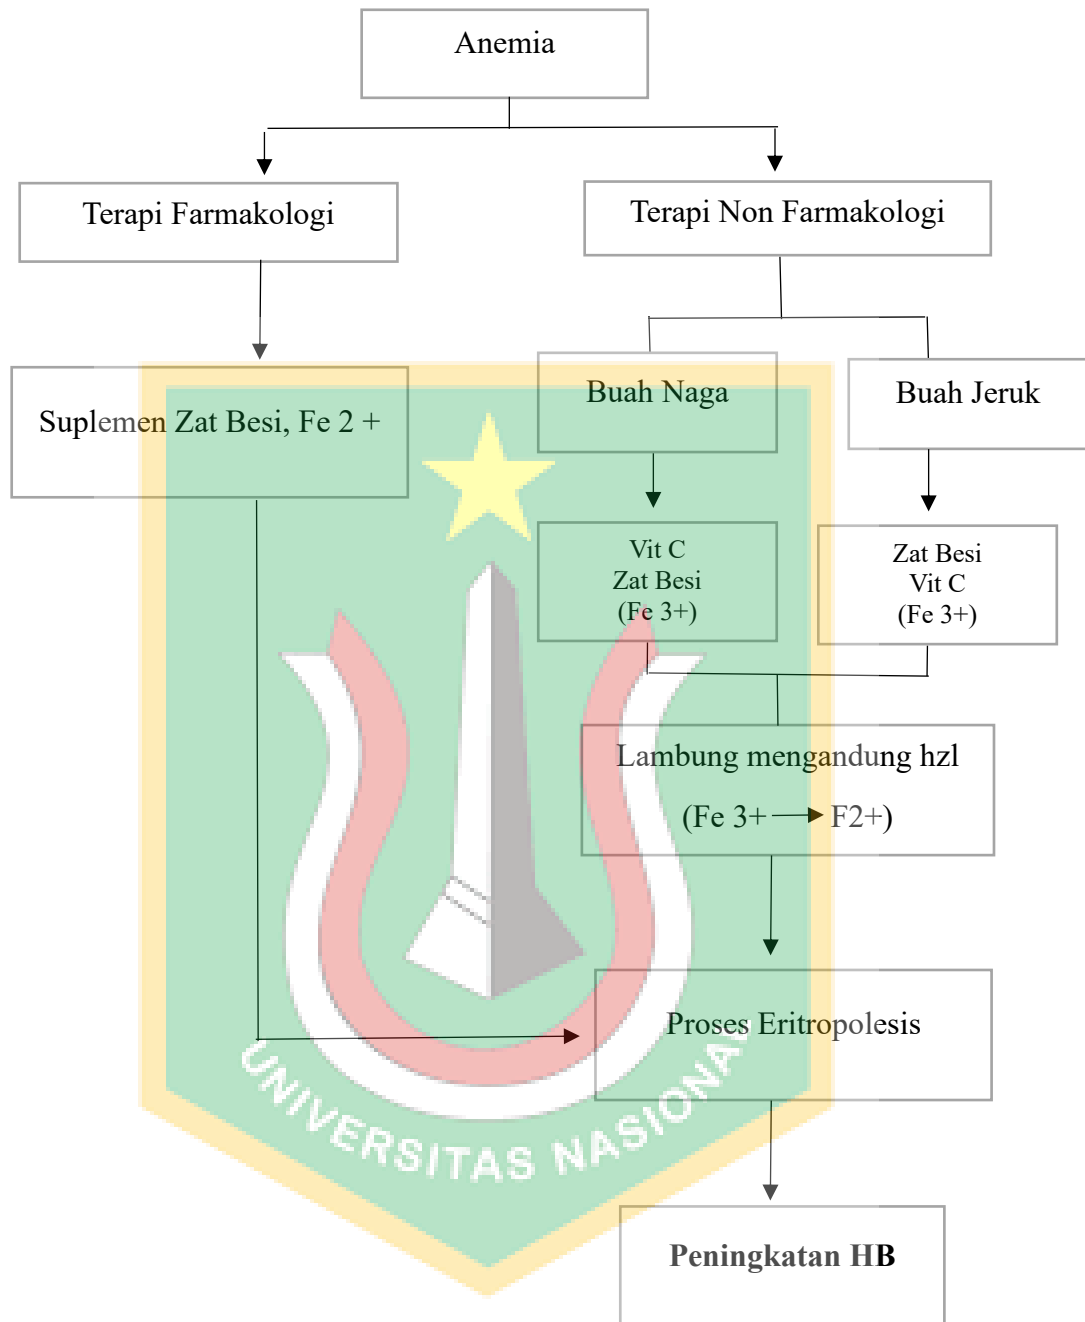 Anemia
Terapi Farmakologi
Terapi Non Farmakologi
Suplemen Zat Besi, Fe 2 +
Buah Naga
Buah Jeruk
Vit C
Zat Besi
(Fe 3+)
Zat Besi
Vit C
(Fe 3+)
Lambung mengandung hzl
(Fe 3+ → F2+)
Proses Eritropolesis
UNIVERSITAS NASIONAL
Peningkatan HB